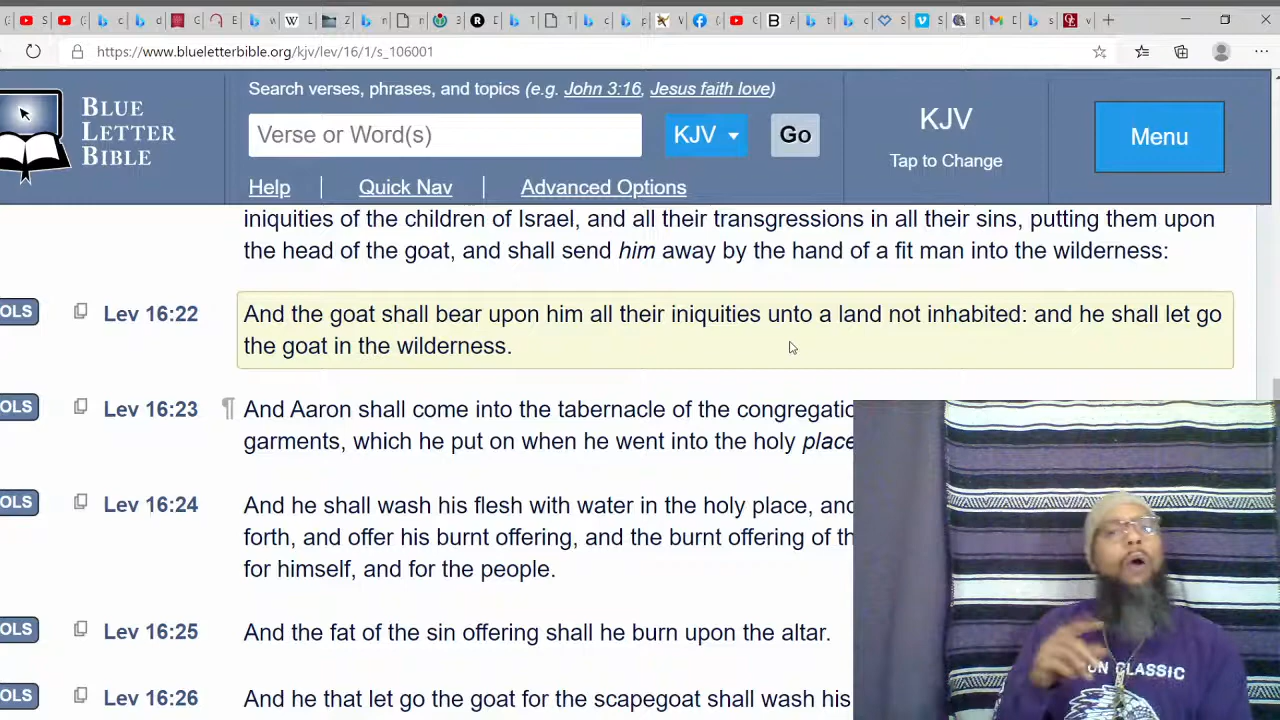 https://www.blueletterbible.org/kjv/lev/16/1/s_106001
BLUE
LETTER
BIBLE
Search verses, phrases, and topics (e.g. John 3:16, Jesus faith love)
Verse or Word(s)
KJV
Go
Help | Quick Nav | Advanced Options
KJV
Tap to Change
Menu
iniquities of the children of Israel, and all their transgressions in all their sins, putting them upon
the head of the goat, and shall send him away by the hand of a fit man into the wilderness:
OLS Lev 16:22 And the goat shall bear upon him all their iniquities unto a land not inhabited: and he shall let go
the goat in the wilderness.
OLS Lev 16:23 ¶ And Aaron shall come into the tabernacle of the congregatio
garments, which he put on when he went into the holy place
OLS Lev 16:24 And he shall wash his flesh with water in the holy place, and
forth, and offer his burnt offering, and the burnt offering of th
for himself, and for the people.
OLS Lev 16:25 And the fat of the sin offering shall he burn upon the altar.
OLS Lev 16:26 And he that let go the goat for the scapegoat shall wash his
ON CLASSIC